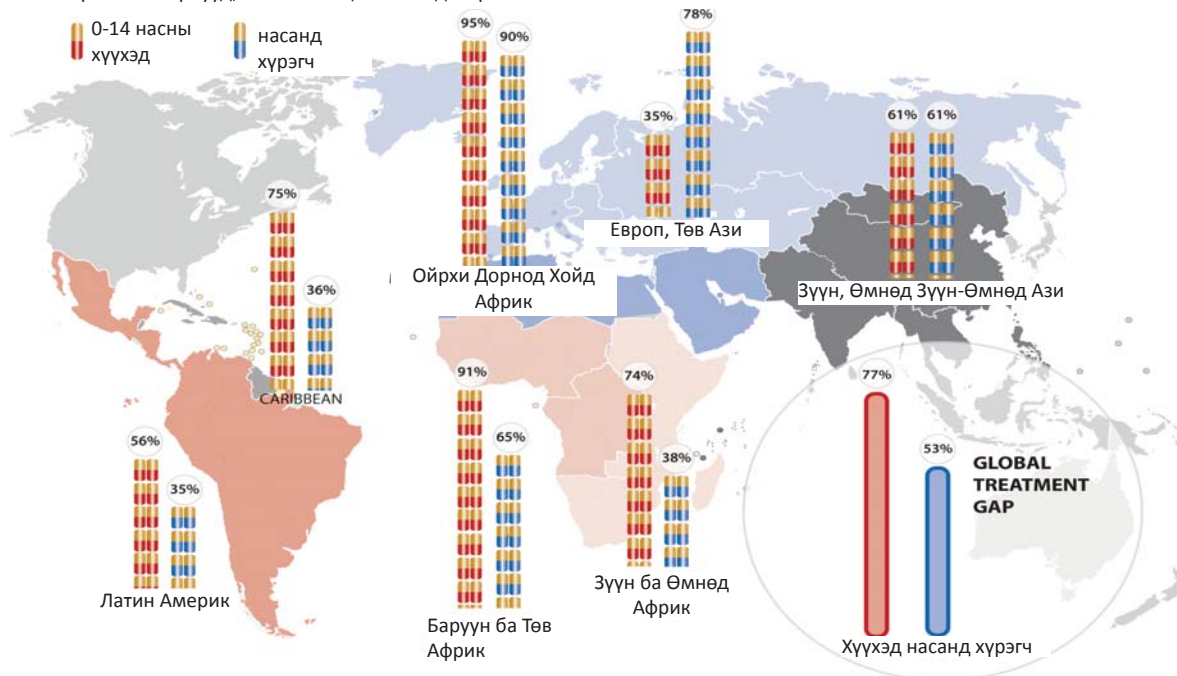 0-14 насны
хүүхэд
насанд
хүрэгч
95%
90%
78%
35%
61%
61%
75%
36%
Европ, Төв Ази
Ойрхи Дорнод Хойд
Африк
Зүүн, Өмнөд Зүүн-Өмнөд Ази
CARIBBEAN
91%
65%
74%
38%
77%
53%
GLOBAL
TREATMENT
GAP
56%
35%
Латин Америк
Баруун ба Төв
Африк
Зүүн ба Өмнөд
Африк
Хүүхэд насанд хүрэгч